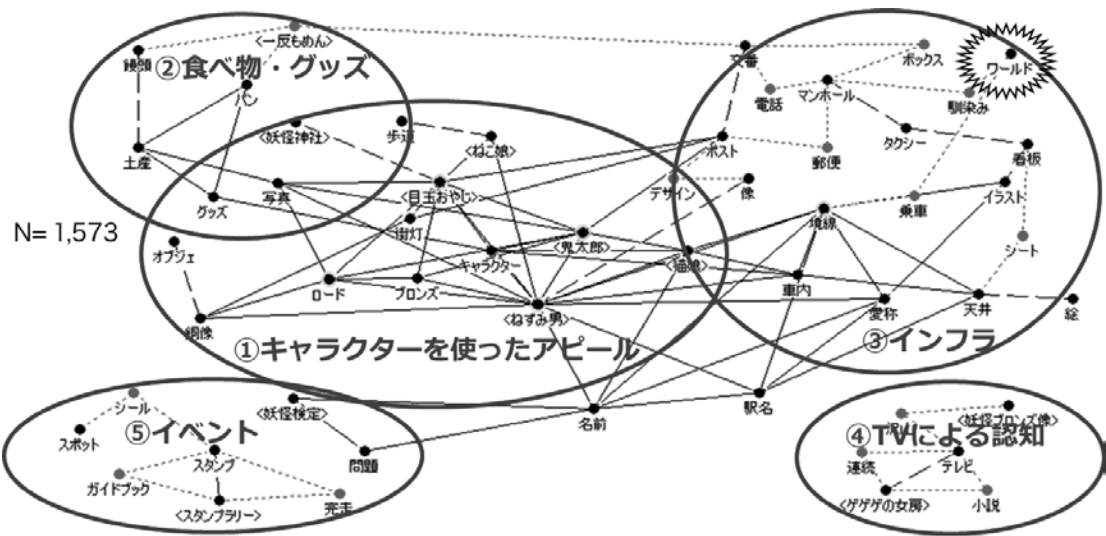 <一反もめん>
饅頭
②食べ物・グッズ
パン
交番
ボックス
ワールド
電話
マンホール
馴染み
<妖怪神社>
歩道
<ねこ娘>
ポスト
郵便
タクシー
看板
土産
写真
<目玉おやじ>
デザイン
像
イラスト
グッズ
街灯
乗車
N= 1,573
オブジェ
キャラクター
<鬼太郎>
<猫娘>
境線
シート
ロード
ブロンズー
<ねずみ男>
車内
愛称
天井
絵
銅像
①キャラクターを使ったアピール
③インフラ
シール
<妖怪検定>
名前
駅名
スポット
⑤イベント
スタンプ
問題
<妖怪ブロンズ像>
④TVによる認知
連続
テレビ
ガイドブック
<スタンプラリー>
完走
<ゲゲゲの女房>
小説